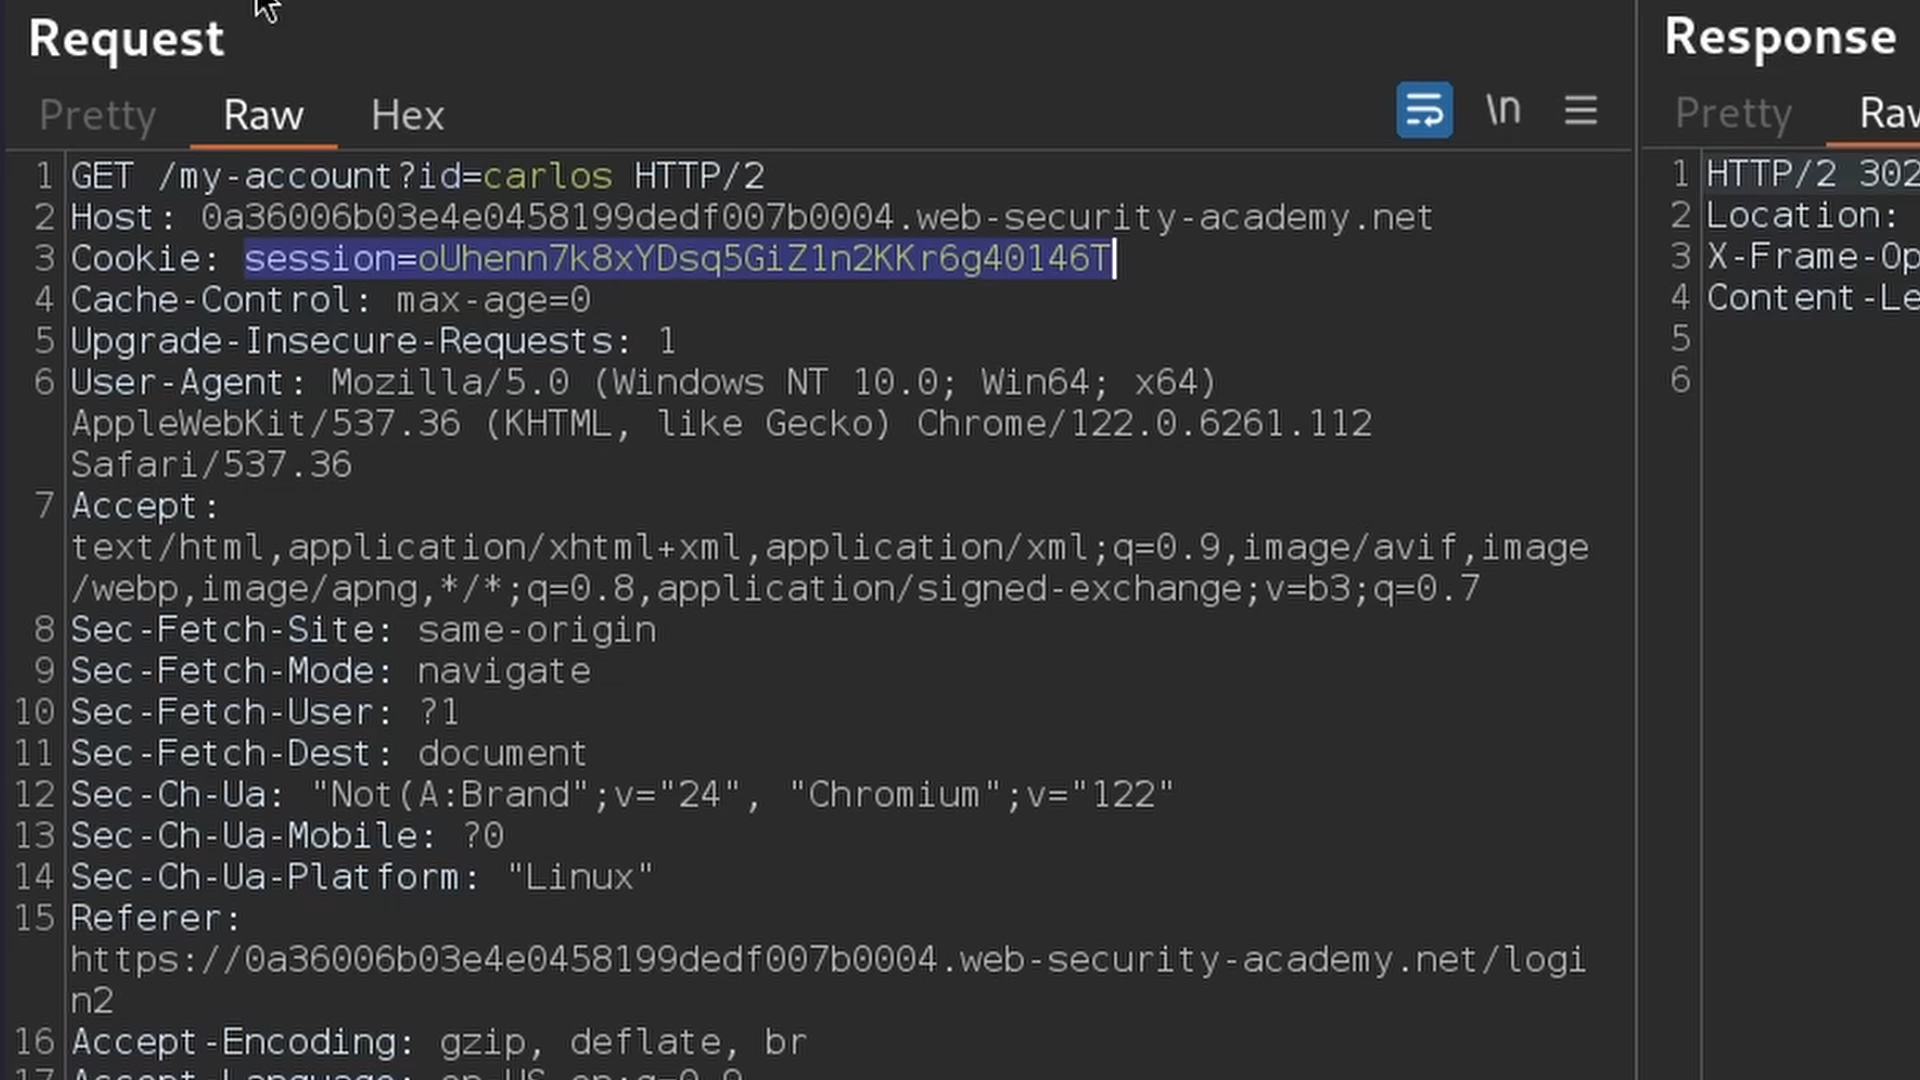 Request
Response
Pretty Raw Hex
\n
Pretty
1 GET /my-account?id=carlos HTTP/2
2 Host: 0a36006b03e4e0458199dedf007b0004.web-security-academy.net
3 Cookie: session=oUhenn7k8xYDsq5GiZ1n2KKr6g40146T
4 Cache-Control: max-age=0
5 Upgrade-Insecure-Requests: 1
6 User-Agent: Mozilla/5.0 (Windows NT 10.0; Win64; x64)
AppleWebKit/537.36 (KHTML, like Gecko) Chrome/122.0.6261.112
Safari/537.36
7 Accept:
text/html,application/xhtml+xml,application/xml;q=0.9,image/avif,image
/webp,image/apng,*/*;q=0.8,application/signed-exchange;v=b3;q=0.7
8 Sec-Fetch-Site: same-origin
9 Sec-Fetch-Mode: navigate
10 Sec-Fetch-User: ?1
11 Sec-Fetch-Dest: document
12 Sec-Ch-Ua: "Not(A:Brand";v="24", "Chromium";v="122"
13 Sec-Ch-Ua-Mobile: ?0
14 Sec-Ch-Ua-Platform: "Linux"
15 Referer:
https://0a36006b03e4e0458199dedf007b0004.web-security-academy.net/logi
n2
16 Accept-Encoding: gzip, deflate, br
1 HTTP/2 302
2 Location:
3 X-Frame-Op
4 Content-Le
5
6